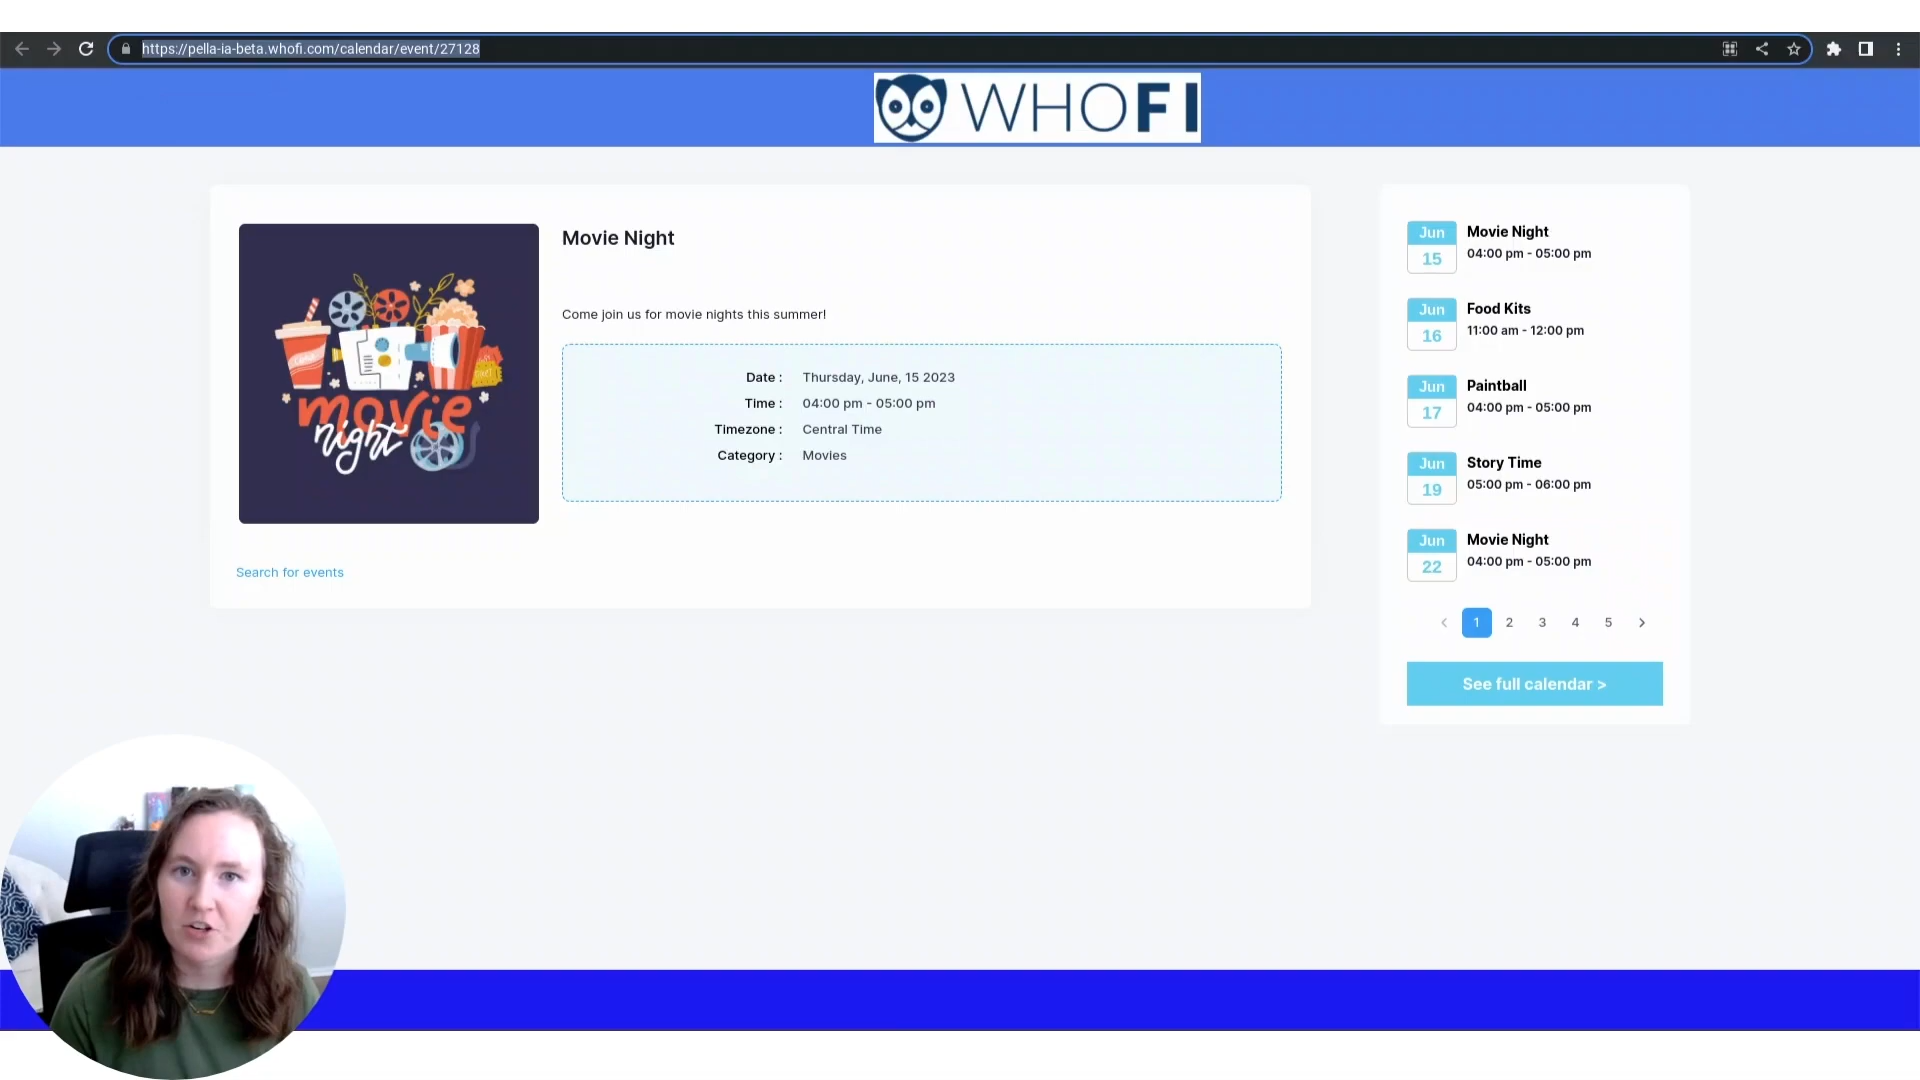 https://pella-ia-beta.whofi.com/calendar/event/27128
WHOFI
movie
night
Movie Night
Come join us for movie nights this summer!
Date : Thursday, June, 15 2023
Time : 04:00 pm - 05:00 pm
Timezone : Central Time
Category : Movies
Search for events
Jun
15
Movie Night
04:00 pm - 05:00 pm
Jun
16
Food Kits
11:00 am - 12:00 pm
Jun
17
Paintball
04:00 pm - 05:00 pm
Jun
19
Story Time
05:00 pm - 06:00 pm
Jun
22
Movie Night
04:00 pm - 05:00 pm
< 1 2 3 4 5 >
See full calendar >